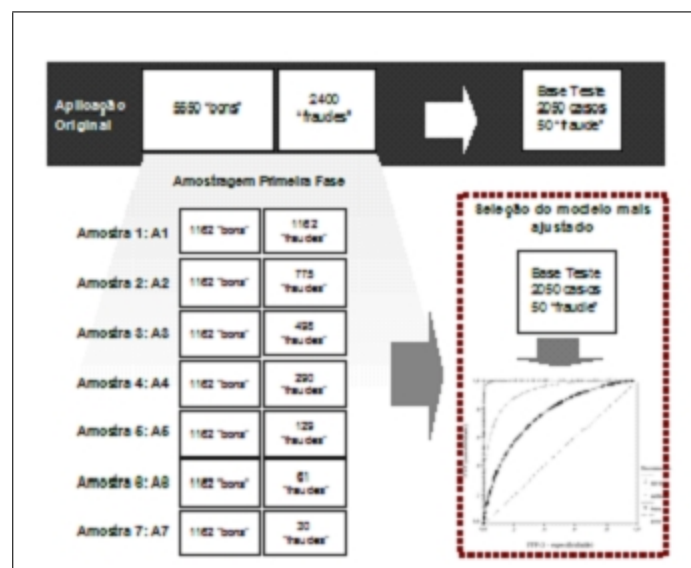 Aplicação
Original
5550 "bons"
2400
"fraudes"
Base Teste
2050 casos
50 "fraude"
Amostragem Primeira Fase
Amostra 1: A1
1162 "bons"
1162
"fraudes"
Amostra 2: A2
1162 "bons"
775
"fraudes"
Amostra 3: A3
1162 "bons"
498
"fraudes"
Amostra 4: A4
1162 "bons"
290
"fraudes"
Amostra 5: A5
1162 "bons"
129
"fraudes"
Amostra 6: A6
1162 "bons"
61
"fraudes"
Amostra 7: A7
1162 "bons"
30
"fraudes"
Seleção do modelo mais
ajustado
Base Teste
2050 casos
50 "fraude"